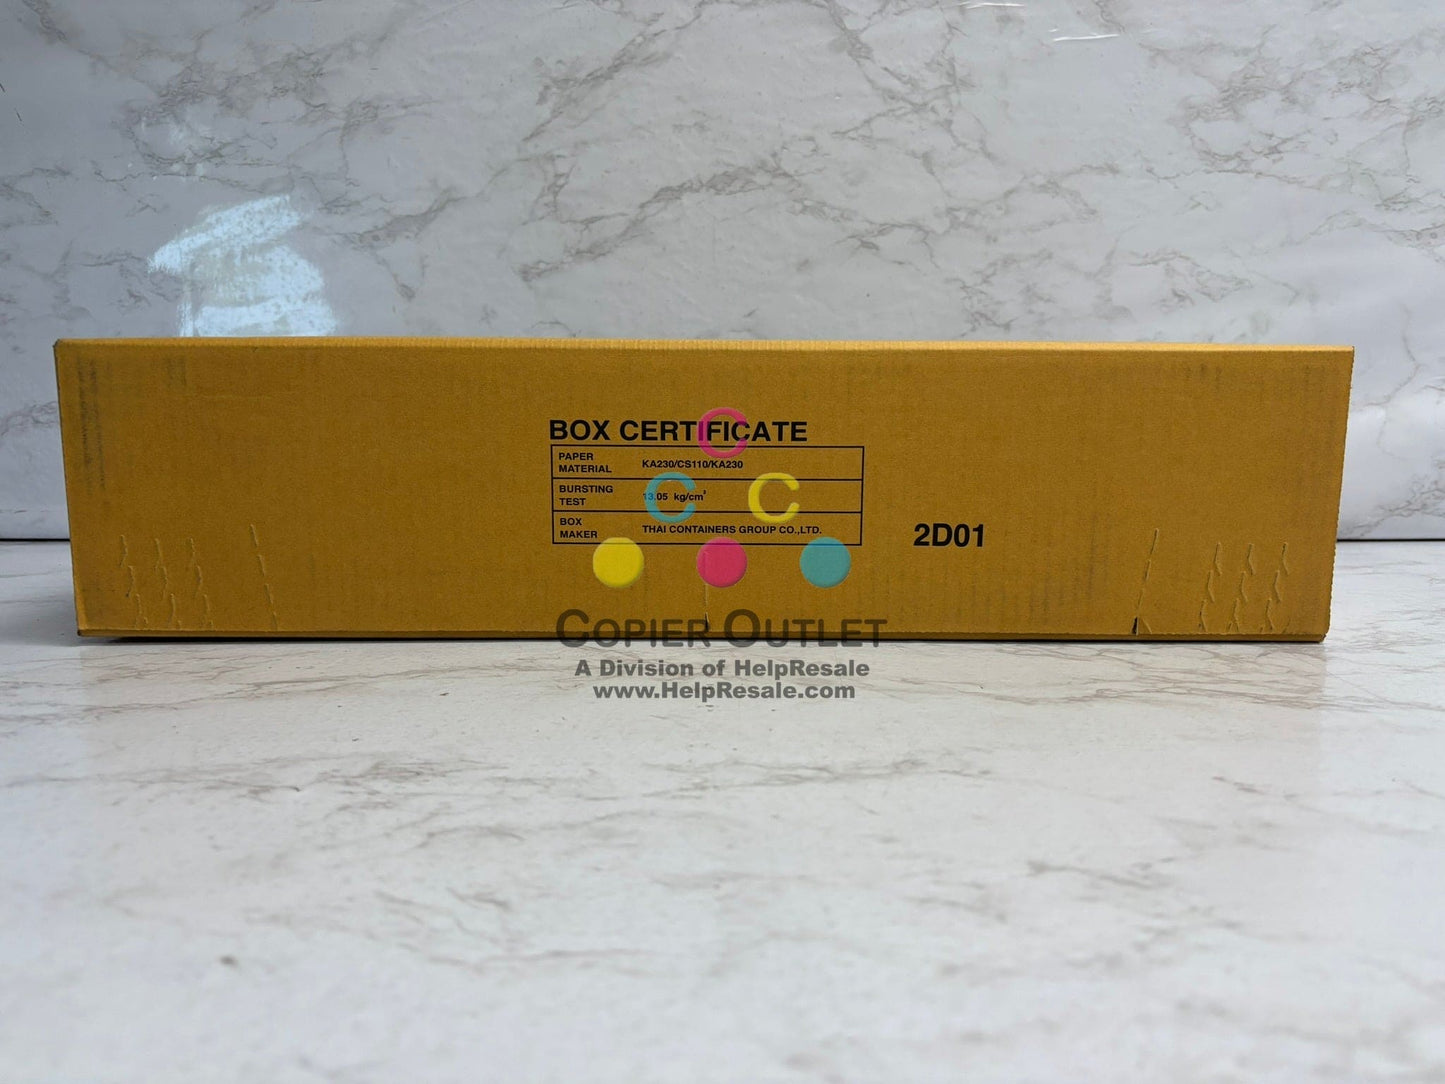 BOX CERTIFICATE
PAPER MATERIAL KA230/CS110/KA230
BURSTING TEST 13.05 kg/cm²
BOX MAKER THAI CONTAINERS GROUP CO.,LTD.
2D01
C
C C
COPIER OUTLET
A Division of HelpResale
www.HelpResale.com